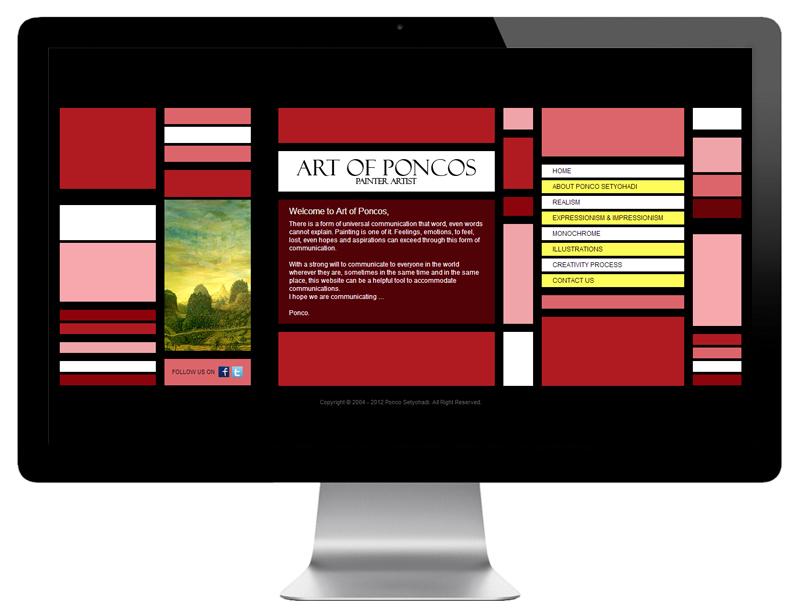 ART OF PONCOS
PAINTER ARTIST
Welcome to Art of Poncos,
There is a form of universal communication that word, even words
cannot explain. Painting is one of it. Feelings, emotions, to feel,
lost, even hopes and aspirations can exceed through this form of
communication.
With a strong will to communicate to everyone in the world
wherever they are, sometimes in the same time and in the same
place, this website can be a helpful tool to accommodate
communications.
I hope we are communicating ...
Ponco.
FOLLOW US ON
HOME
ABOUT PONCO SETYOHADI
REALISM
EXPRESSIONISM & IMPRESSIONISM
MONOCHROME
ILLUSTRATIONS
CREATIVITY PROCESS
CONTACT US
Copyright © 2004 - 2012 Ponco Setyohadi. All Right Reserved.